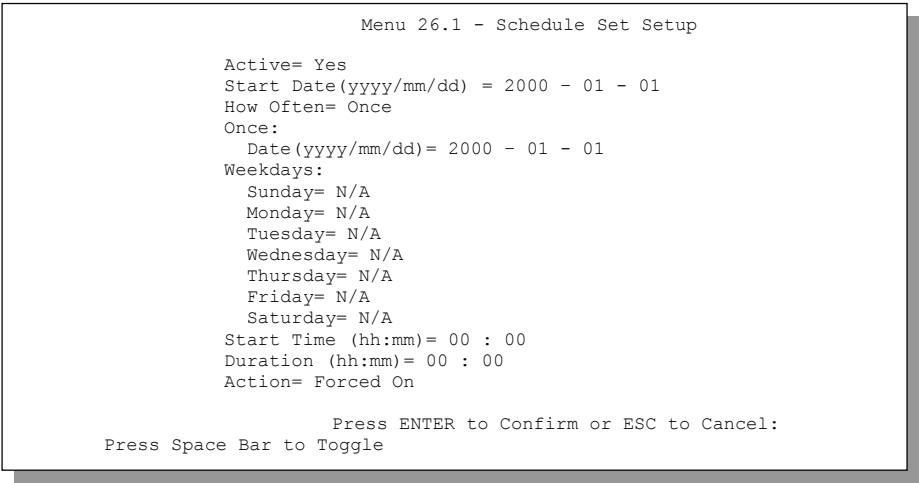 Menu 26.1 - Schedule Set Setup
Active= Yes
Start Date(yyyy/mm/dd) = 2000 – 01 - 01
How Often= Once
Once:
Date(yyyy/mm/dd)= 2000 – 01 - 01
Weekdays:
Sunday= N/A
Monday= N/A
Tuesday= N/A
Wednesday= N/A
Thursday= N/A
Friday= N/A
Saturday= N/A
Start Time (hh:mm)= 00 : 00
Duration (hh:mm)= 00 : 00
Action= Forced On
Press ENTER to Confirm or ESC to Cancel:
Press Space Bar to Toggle